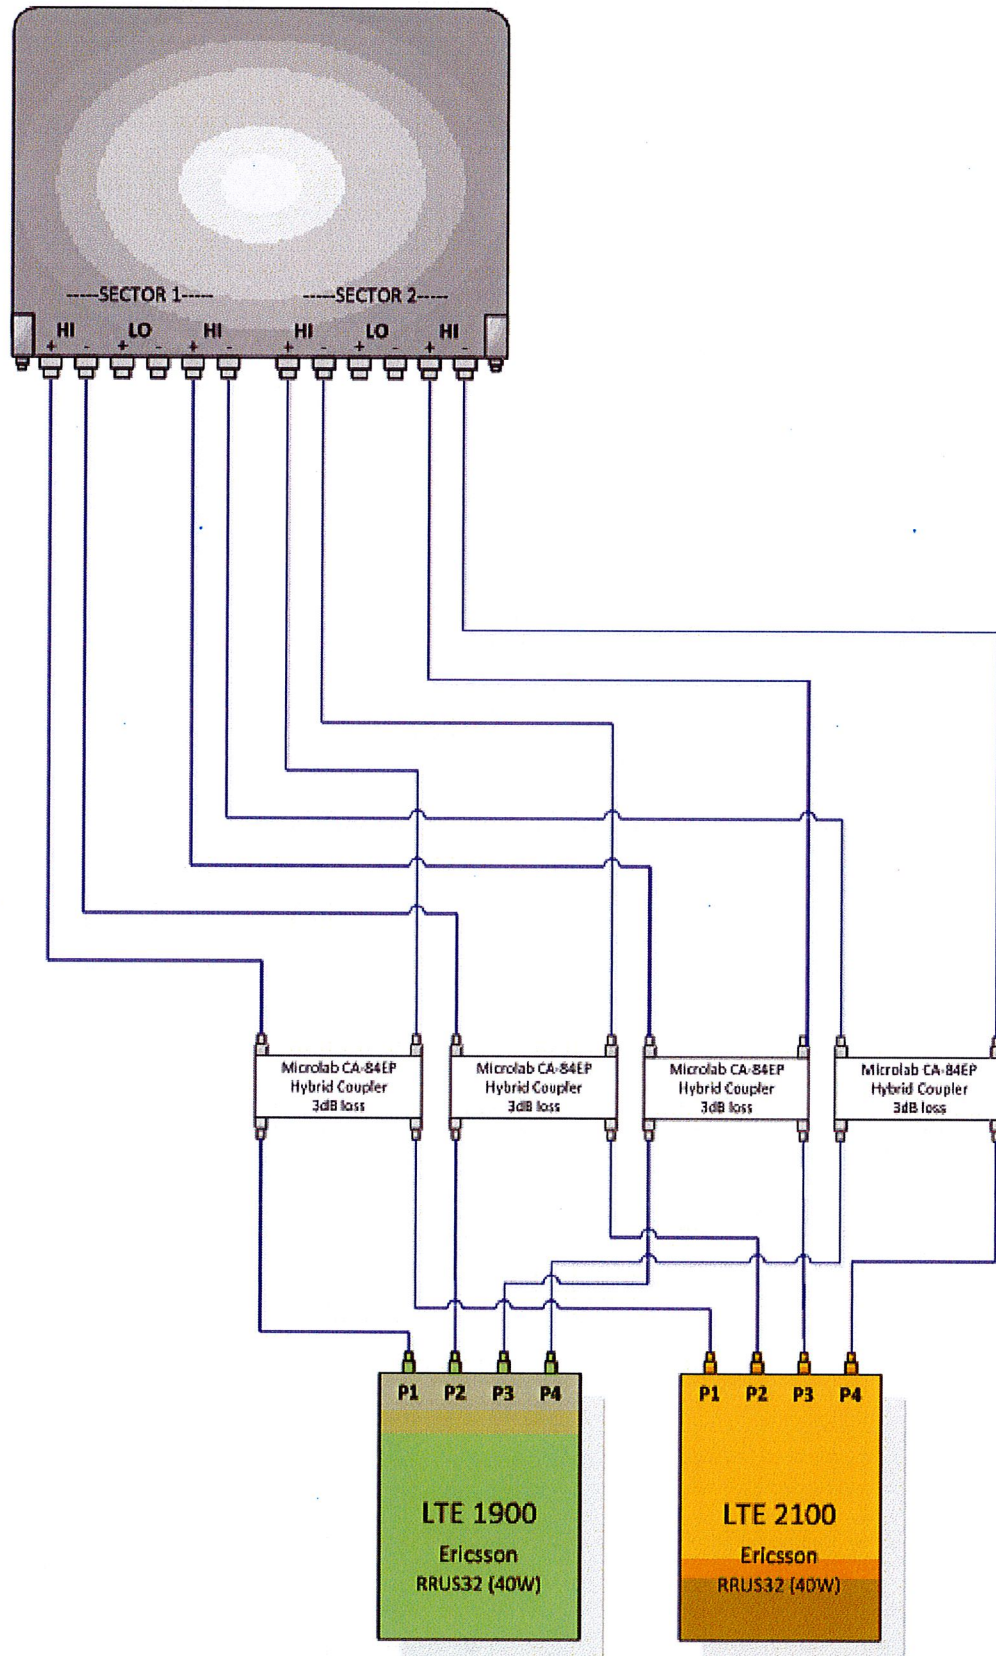 -----SECTOR 1-----
-----SECTOR 2-----
HI LO HI HI LO HI
+ - + - + - + - + - + -
Microlab CA-84EP
Hybrid Coupler
3dB loss
Microlab CA-84EP
Hybrid Coupler
3dB loss
Microlab CA-84EP
Hybrid Coupler
3dB loss
Microlab CA-84EP
Hybrid Coupler
3dB loss
P1 P2 P3 P4
LTE 1900
Ericsson
RRUS32 (40W)
P1 P2 P3 P4
LTE 2100
Ericsson
RRUS32 (40W)